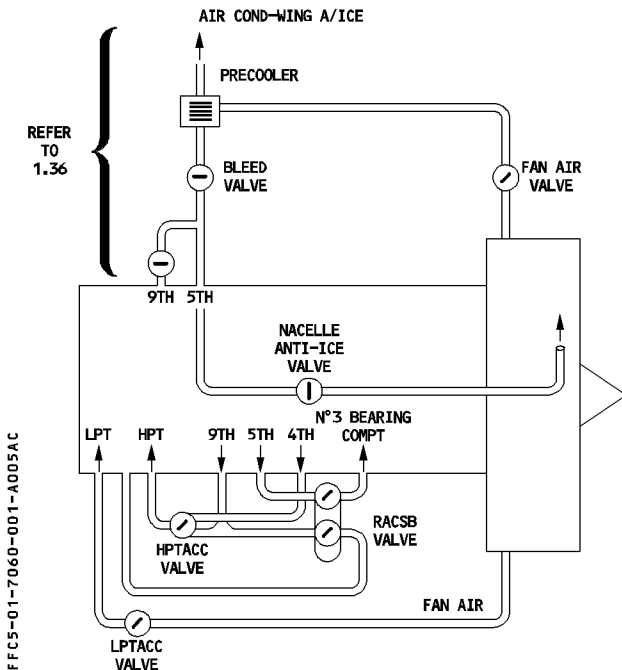 AIR COND-WING A/ICE
PRECOOLER
REFER
TO
1.36
BLEED
VALVE
FAN AIR
VALVE
9TH 5TH
NACELLE
ANTI-ICE
VALVE
N°3 BEARING
COMPT
LPT HPT 9TH 5TH 4TH
RACSB
VALVE
HPTACC
VALVE
FAN AIR
LPTACC
VALVE
FFC5-01-7060-001-A005AC